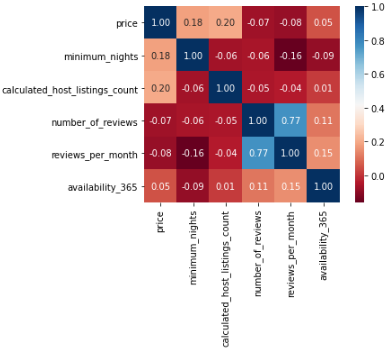 price
minimum_nights
calculated_host_listings_count
number_of_reviews
reviews_per_month
availability_365
1.00 0.18 0.20 -0.07 -0.08 0.05
0.18 1.00 -0.06 -0.06 -0.16 -0.09
0.20 -0.06 1.00 -0.05 -0.04 0.01
-0.07 -0.06 -0.05 1.00 0.77 0.11
-0.08 -0.16 -0.04 0.77 1.00 0.15
0.05 -0.09 0.01 0.11 0.15 1.00
price
minimum_nights
calculated_host_listings_count
number_of_reviews
reviews_per_month
availability_365
1.0
0.8
0.6
0.4
0.2
0.0